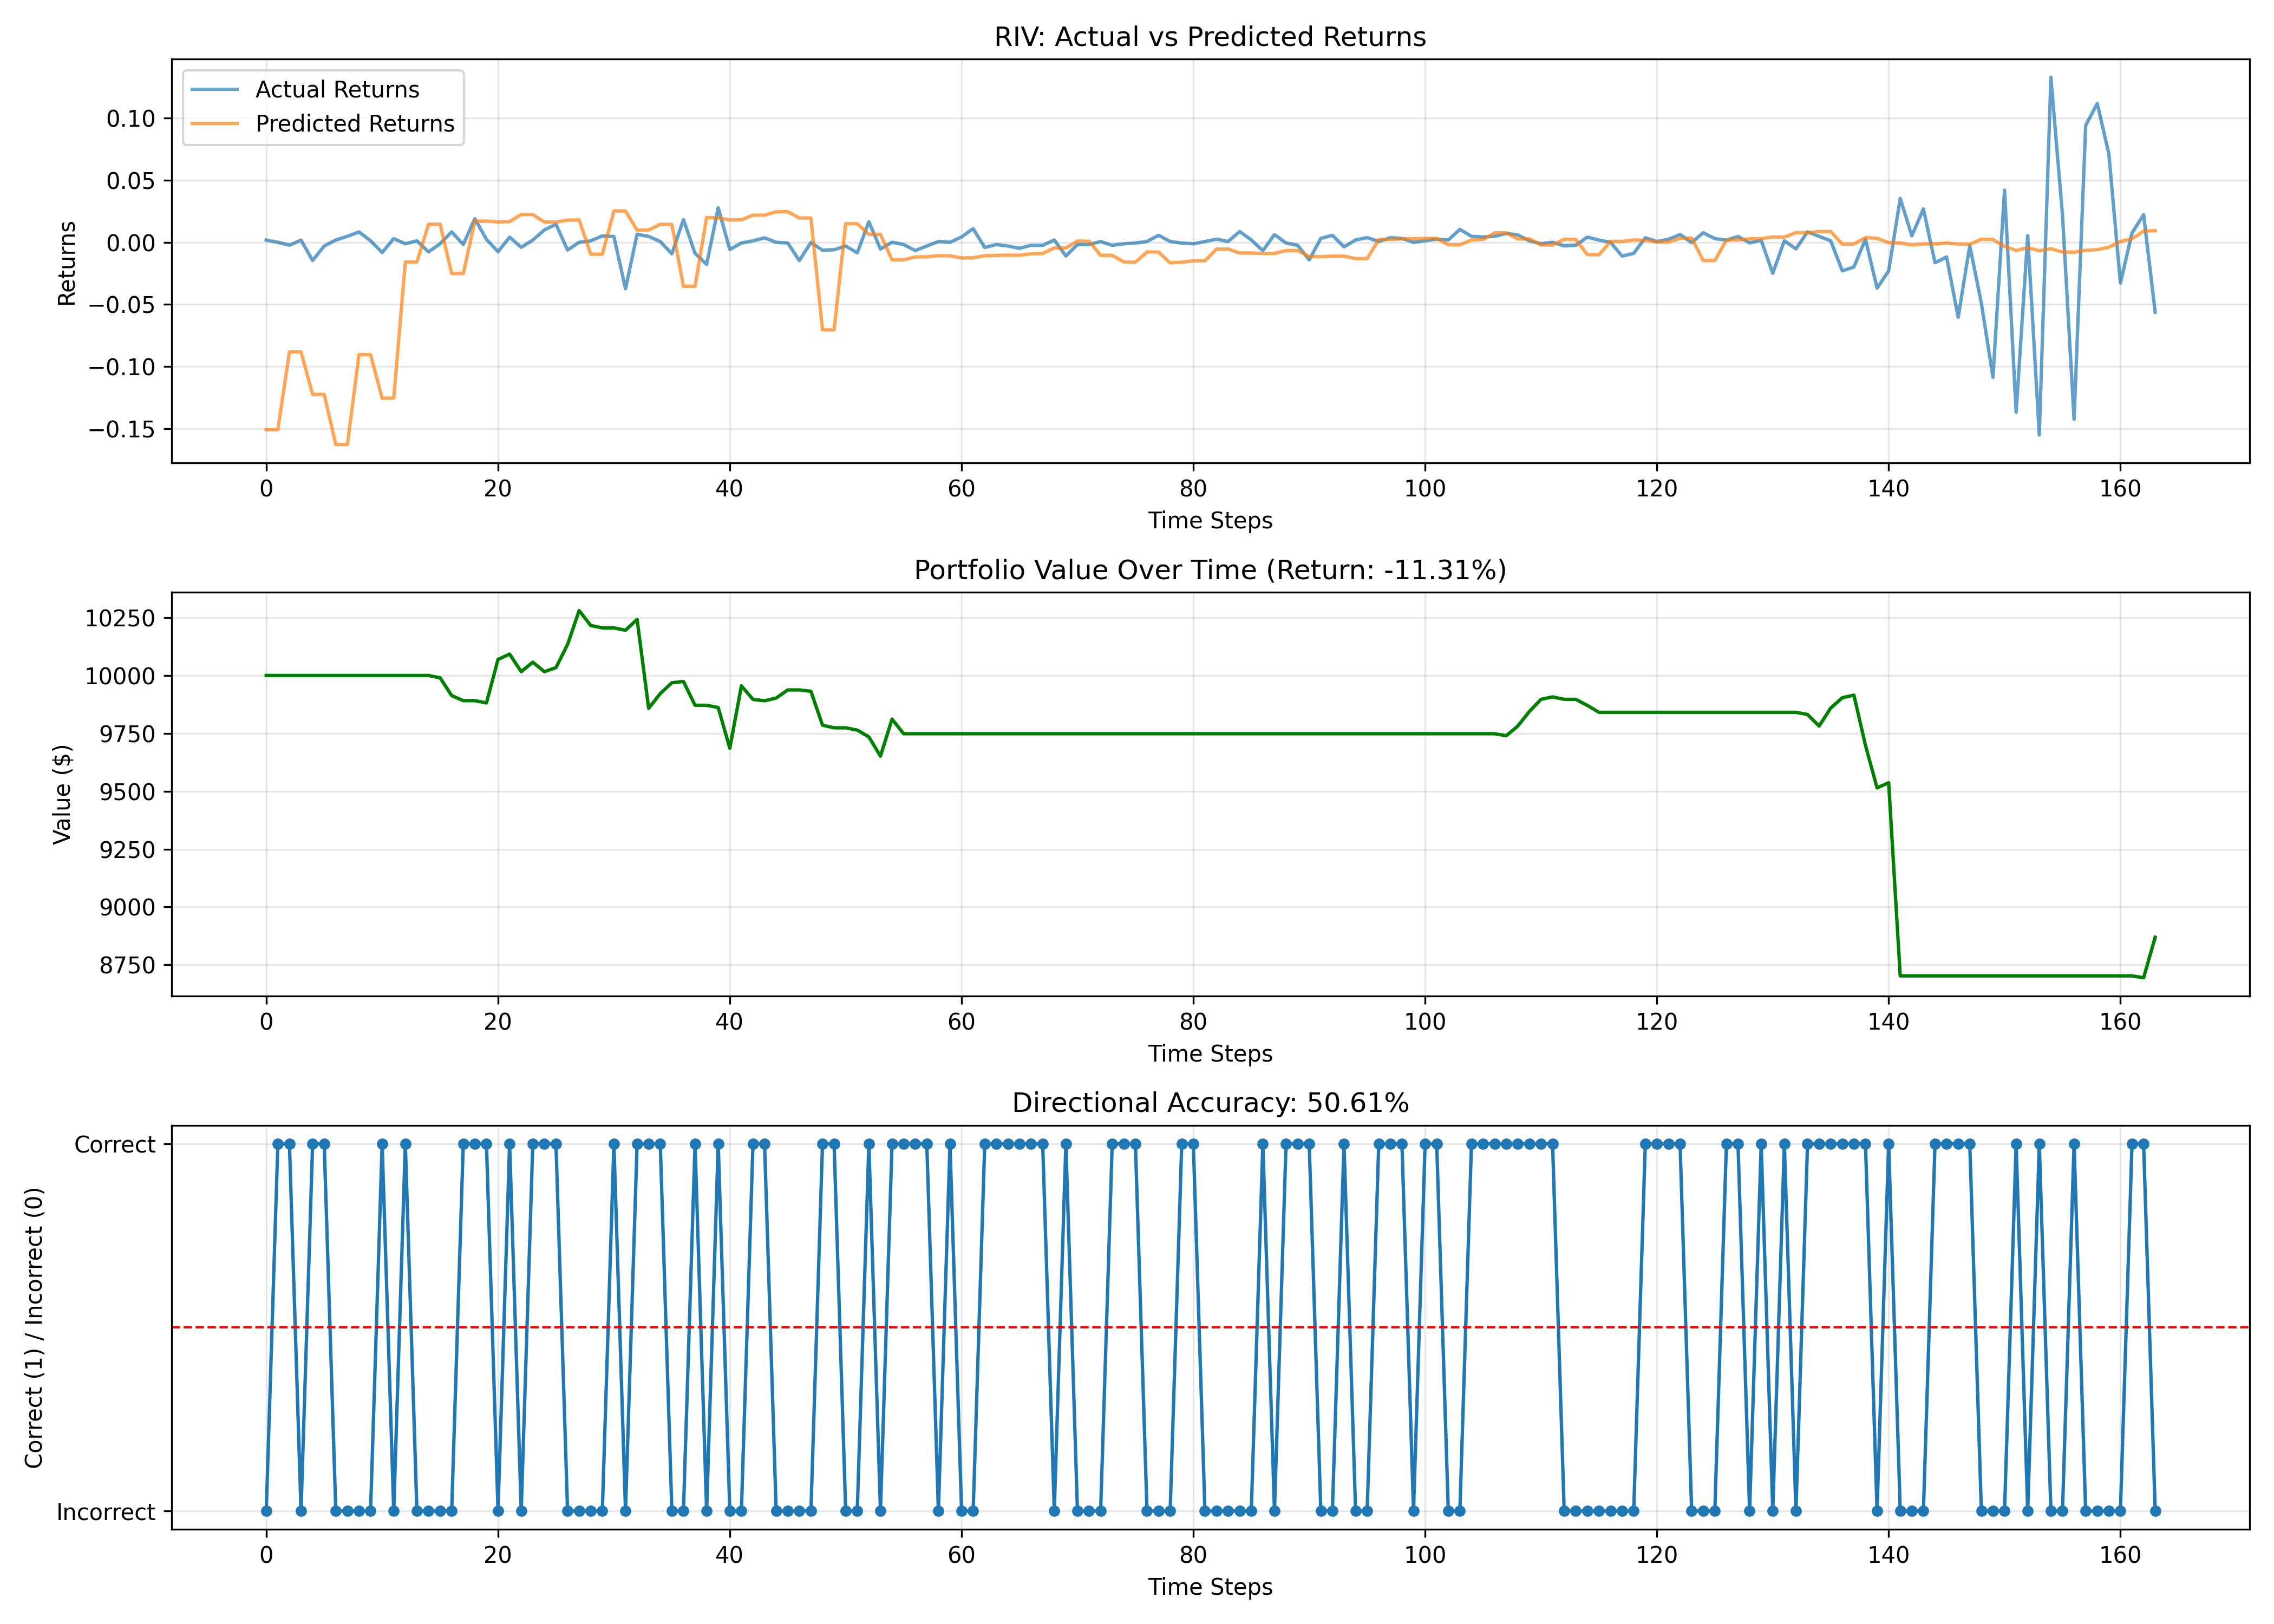 RIV: Actual vs Predicted Returns
Actual Returns
Predicted Returns
Returns
0.10
0.05
0.00
−0.05
−0.10
−0.15
0 20 40 60 80 100 120 140 160
Time Steps
Portfolio Value Over Time (Return: -11.31%)
Value ($)
10250
10000
9750
9500
9250
9000
8750
0 20 40 60 80 100 120 140 160
Time Steps
Directional Accuracy: 50.61%
Correct (1) / Incorrect (0)
Correct
Incorrect
0 20 40 60 80 100 120 140 160
Time Steps